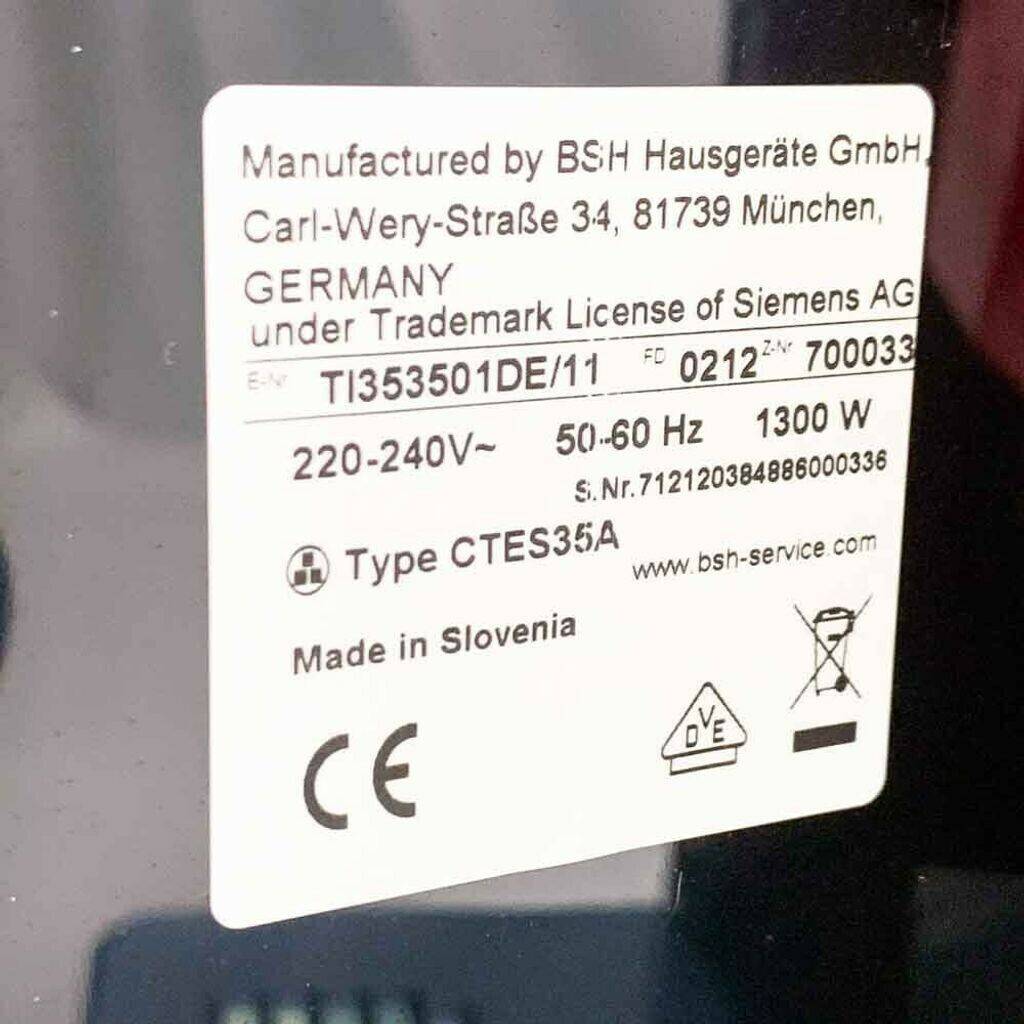 Manufactured by BSH Hausgeräte GmbH,
Carl-Wery-Straße 34, 81739 München,
GERMANY
under Trademark License of Siemens AG
E-Nr TI353501DE/11 FD 0212 Z-Nr 700033
220-240V~ 50-60 Hz 1300 W
S.Nr.712120384886000336
Type CTES35A
www.bsh-service.com
Made in Slovenia
CE
DVE